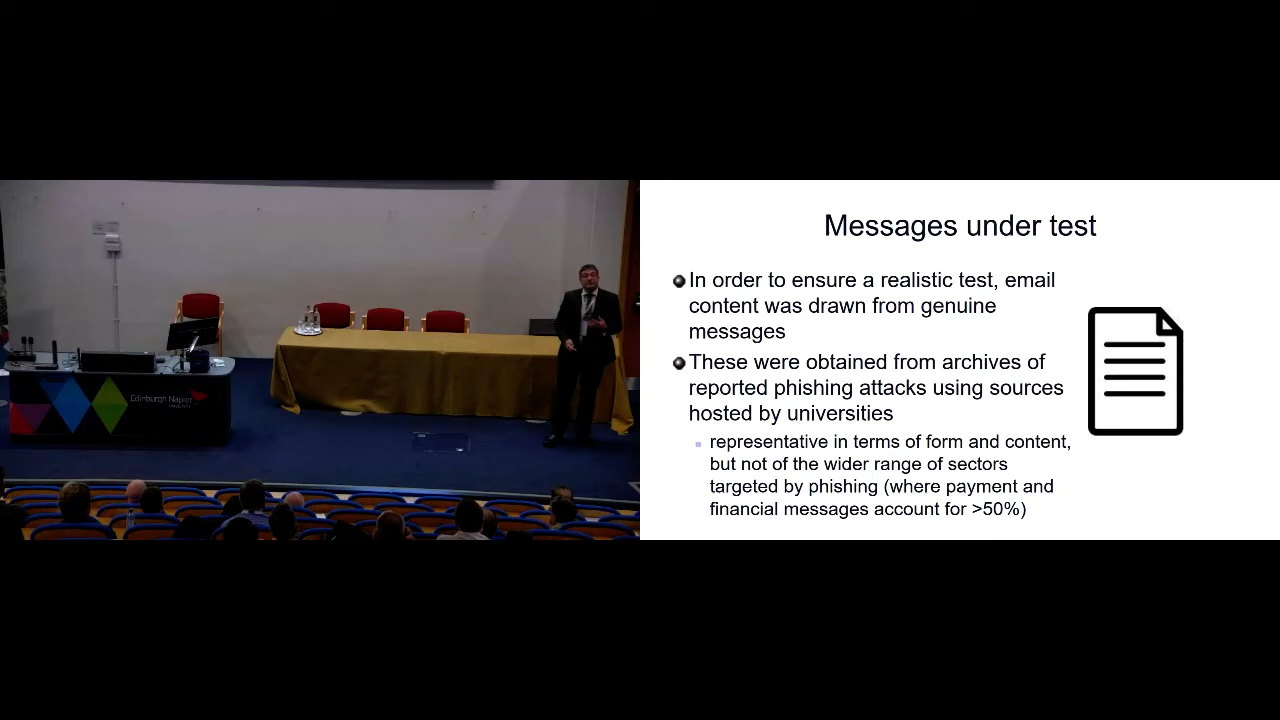 Edinburgh Napier
UNIVERSITY
Messages under test
In order to ensure a realistic test, email
content was drawn from genuine
messages
These were obtained from archives of
reported phishing attacks using sources
hosted by universities
representative in terms of form and content,
but not of the wider range of sectors
targeted by phishing (where payment and
financial messages account for >50%)